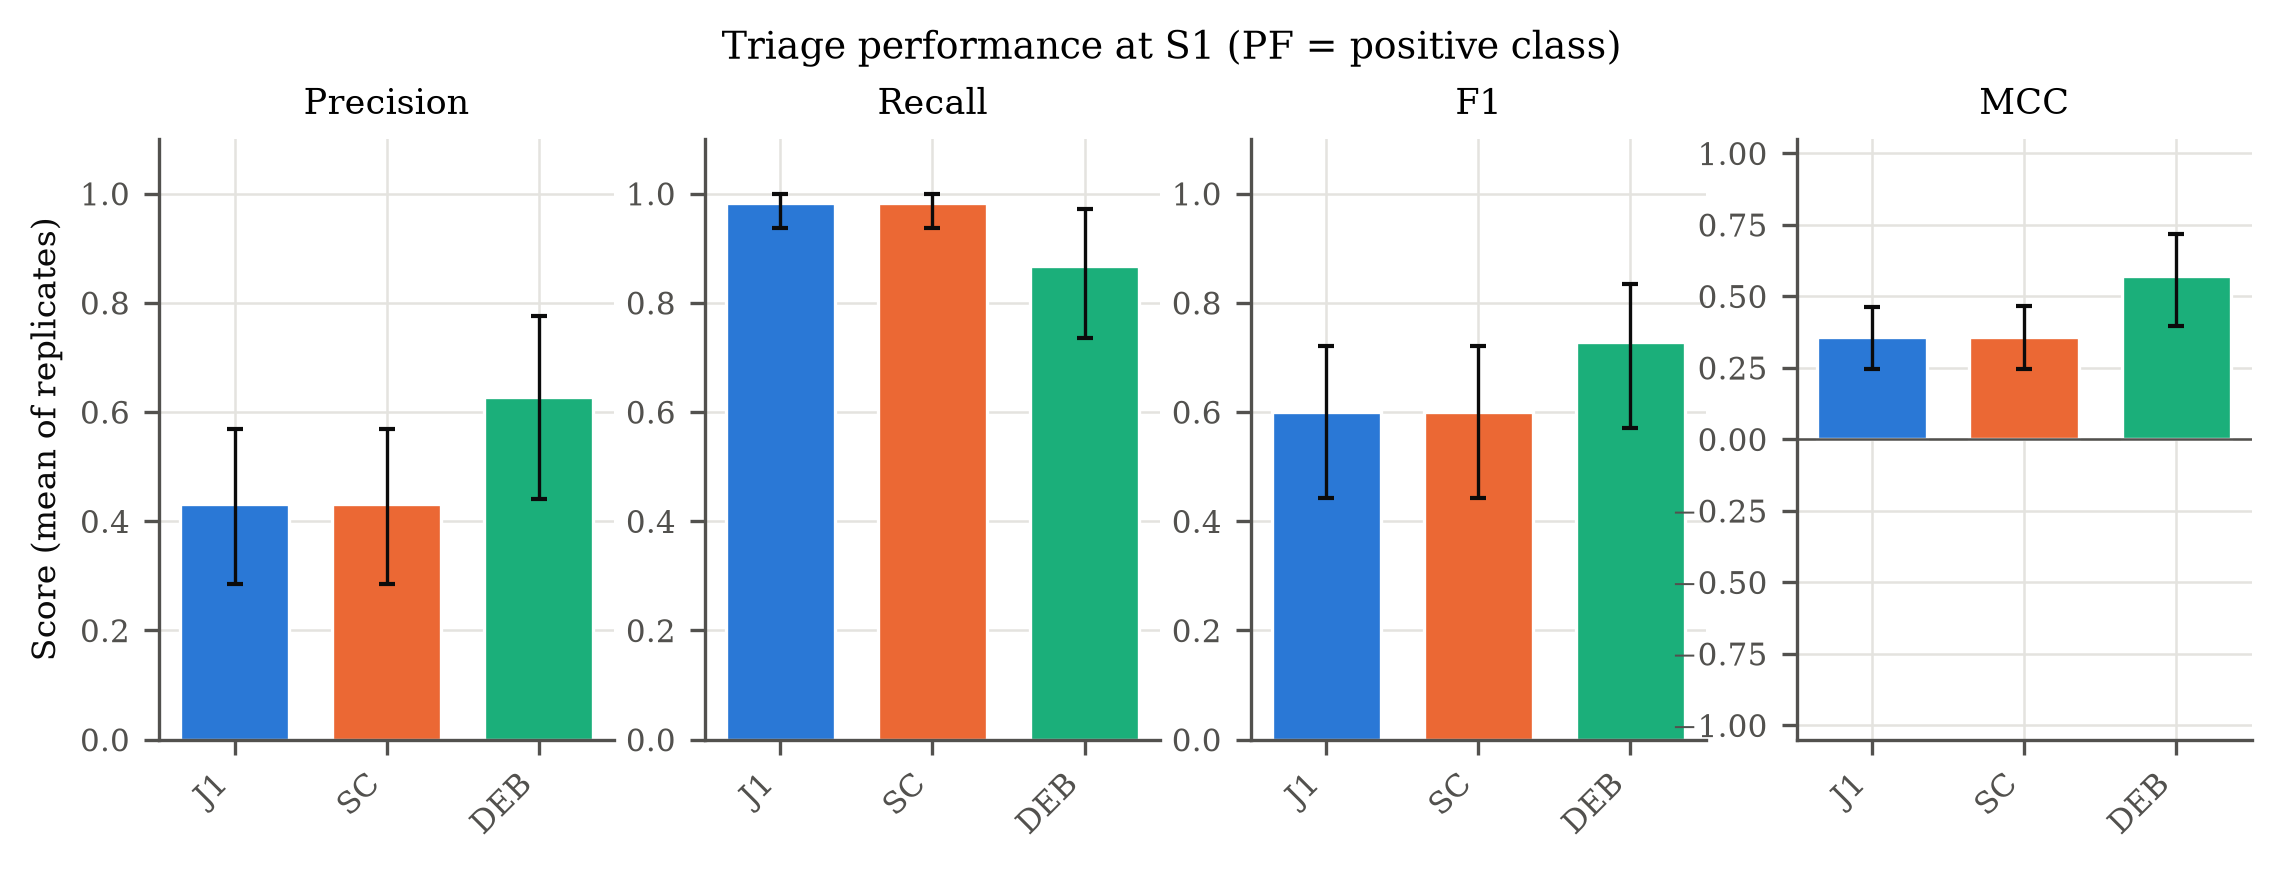 Triage performance at S1 (PF = positive class)
Precision
Recall
F1
MCC
Score (mean of replicates)
1.0
0.8
0.6
0.4
0.2
0.0
J1
SC
DEB
1.0
0.8
0.6
0.4
0.2
0.0
J1
SC
DEB
1.0
0.8
0.6
0.4
0.2
0.0
J1
SC
DEB
1.00
0.75
0.50
0.25
0.00
−0.25
−0.50
−0.75
−1.00
J1
SC
DEB